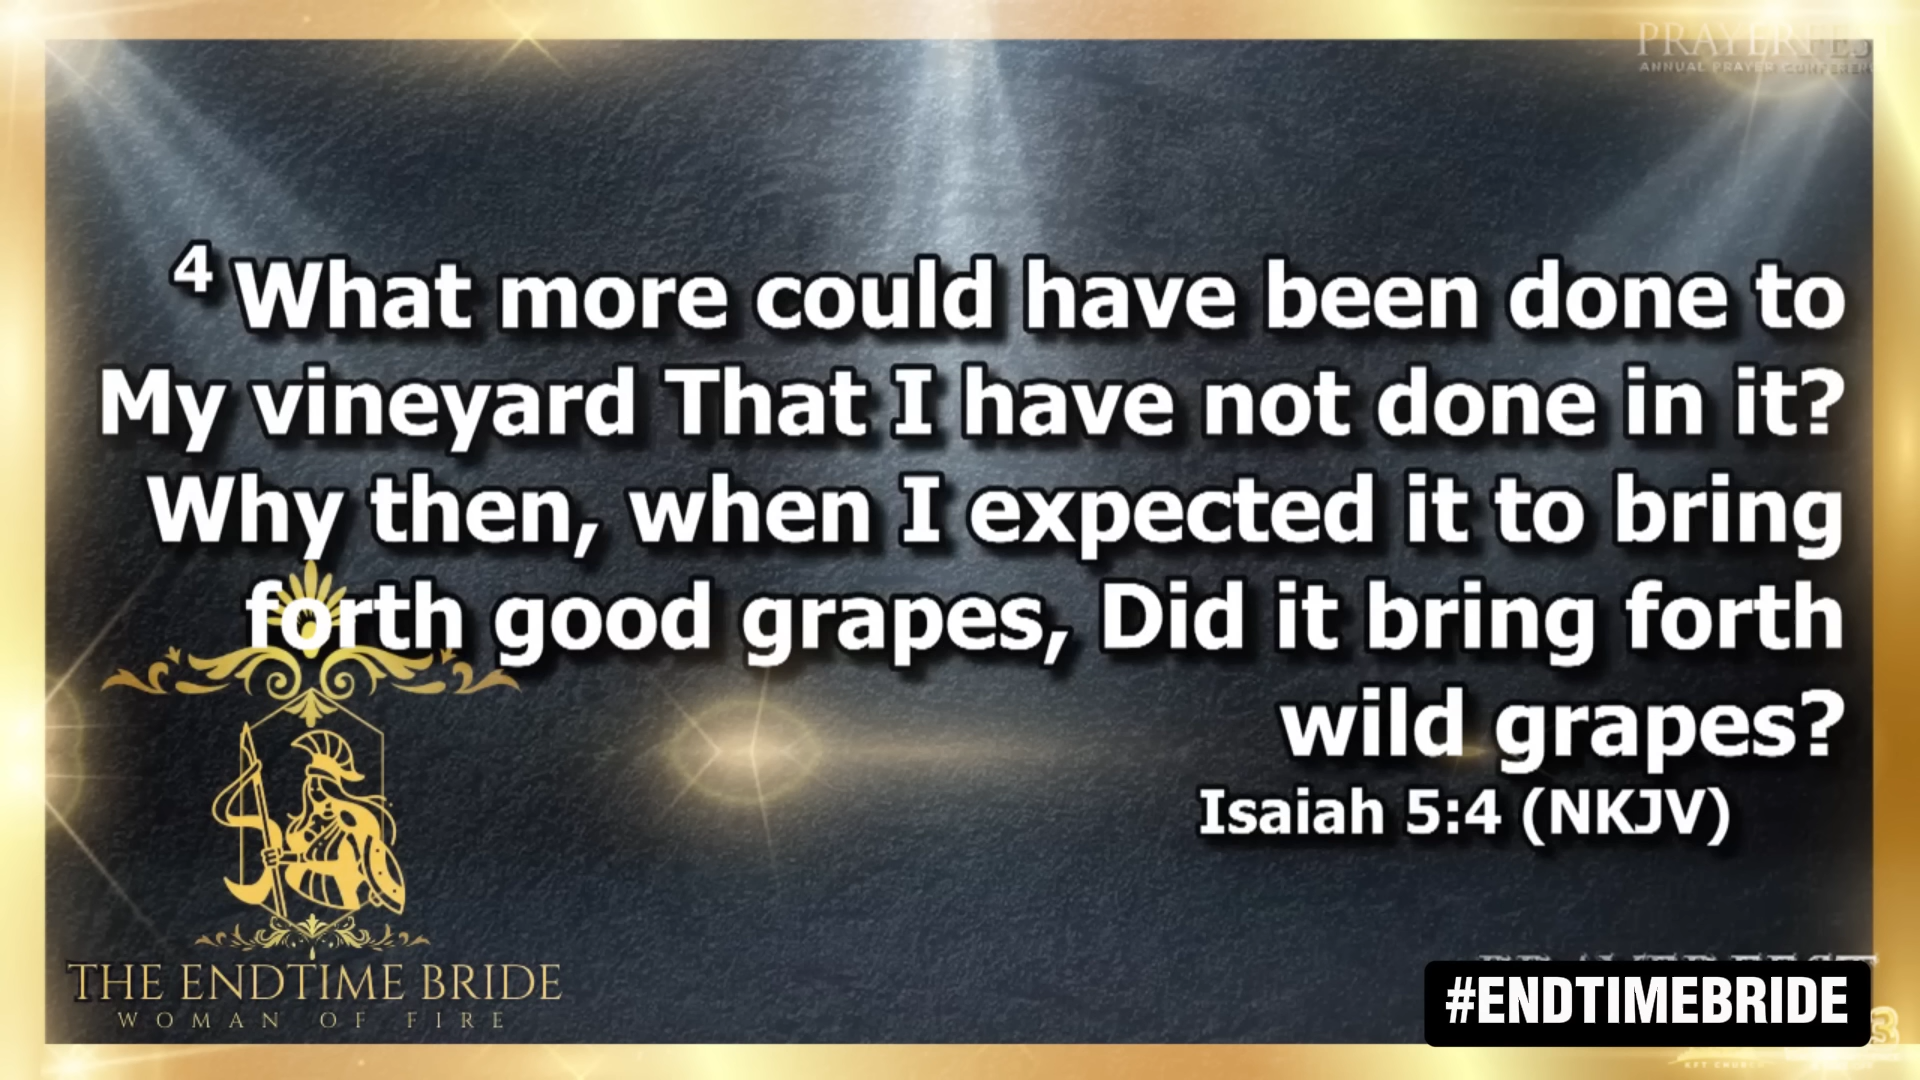 PRAYERFES
ANNUAL PRAYER CONFEREN
4 What more could have been done to
My vineyard That I have not done in it?
Why then, when I expected it to bring
forth good grapes, Did it bring forth
wild grapes?
Isaiah 5:4 (NKJV)
THE ENDTIME BRIDE
WOMAN OF FIRE
#ENDTIMEBRIDE